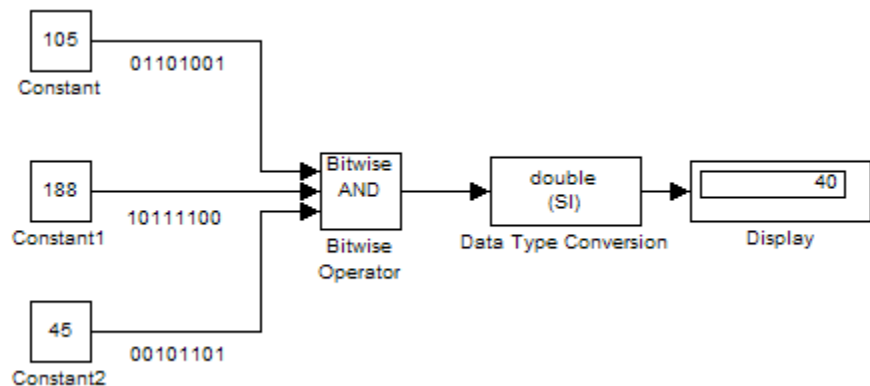 105
01101001
Constant
188
10111100
Constant1
45
00101101
Constant2
Bitwise
AND
Bitwise
Operator
double
(SI)
Data Type Conversion
40
Display